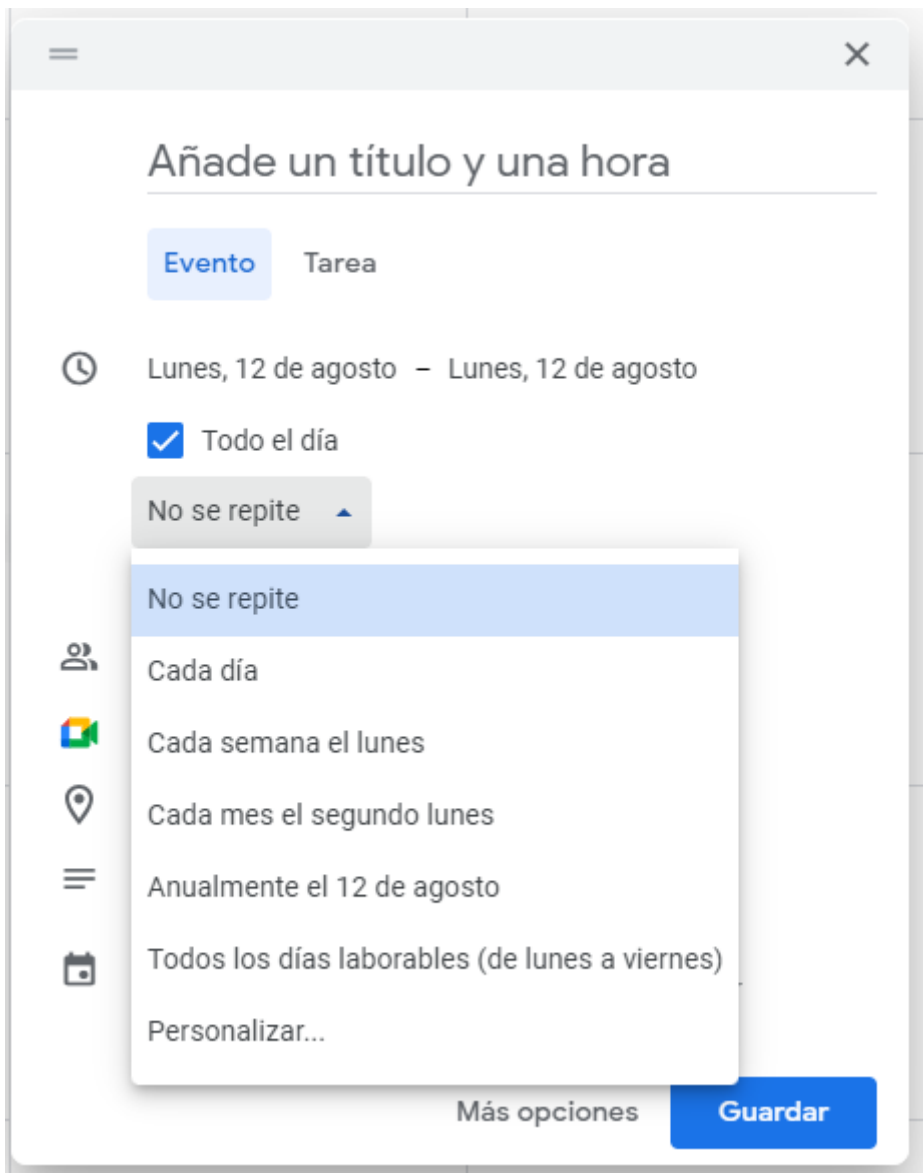 Añade un título y una hora
Evento Tarea
Lunes, 12 de agosto – Lunes, 12 de agosto
Todo el día
No se repite
No se repite
Cada día
Cada semana el lunes
Cada mes el segundo lunes
Anualmente el 12 de agosto
Todos los días laborables (de lunes a viernes)
Personalizar...
Más opciones Guardar